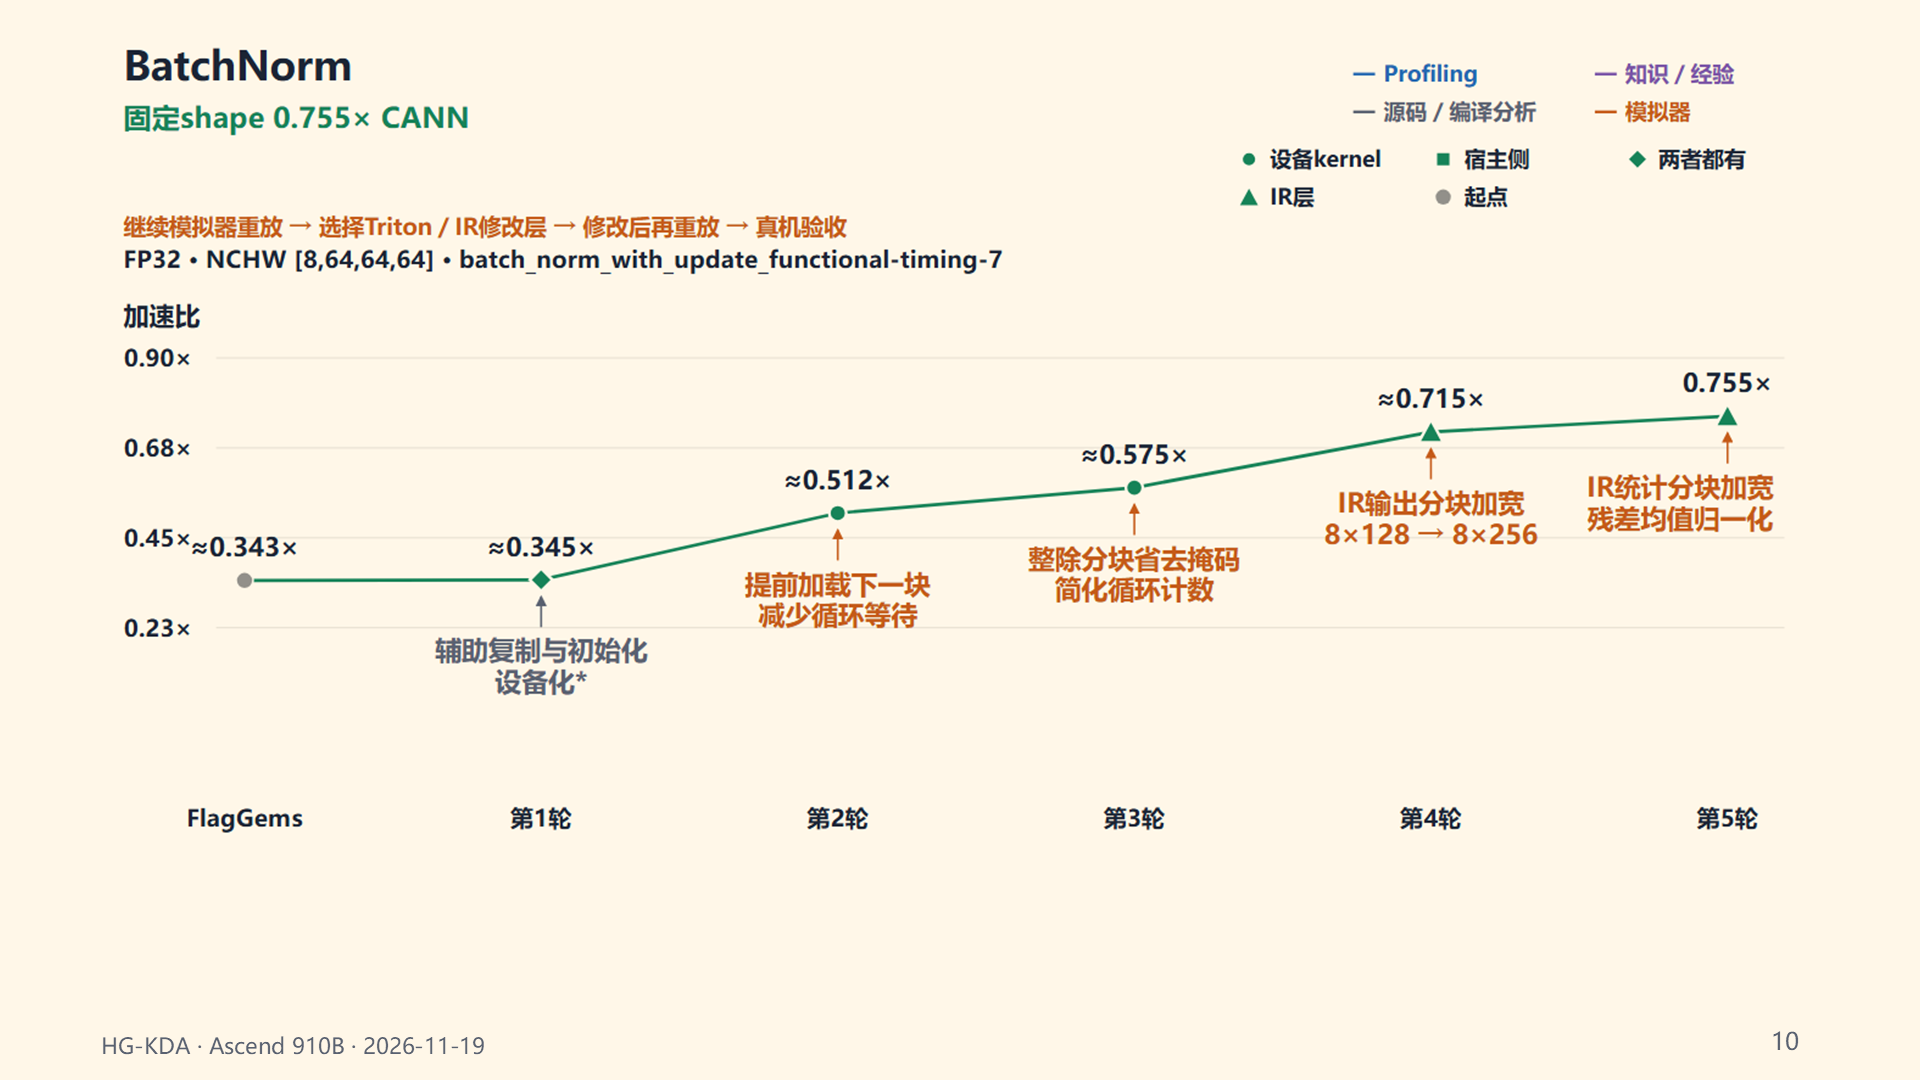 BatchNorm
固定shape 0.755× CANN
— Profiling
— 知识 / 经验
— 源码 / 编译分析
— 模拟器
设备kernel
宿主侧
两者都有
IR层
起点
继续模拟器重放 → 选择Triton / IR修改层 → 修改后再重放 → 真机验收
FP32 • NCHW [8,64,64,64] • batch_norm_with_update_functional-timing-7
加速比
0.90×
0.68×
0.45×
0.23×
≈0.343×
≈0.345×
≈0.512×
≈0.575×
≈0.715×
0.755×
辅助复制与初始化
设备化*
提前加载下一块
减少循环等待
整除分块省去掩码
简化循环计数
IR输出分块加宽
8×128 → 8×256
IR统计分块加宽
残差均值归一化
FlagGems
第1轮
第2轮
第3轮
第4轮
第5轮
HG-KDA · Ascend 910B · 2026-11-19
10